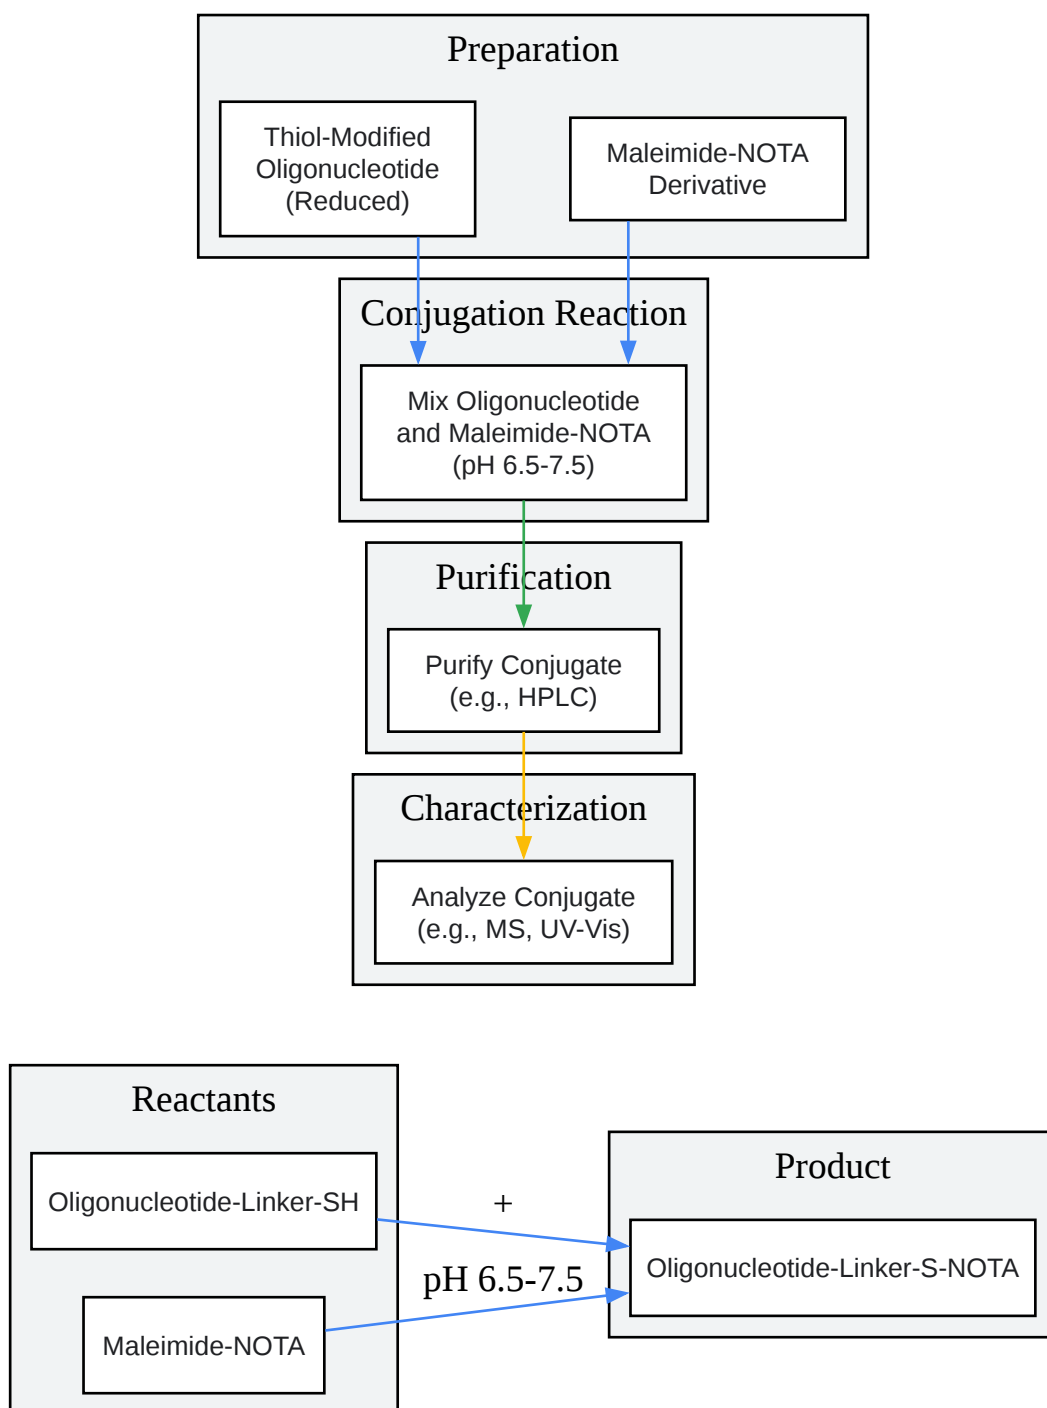 Preparation
Thiol-Modified
Oligonucleotide
(Reduced)
Maleimide-NOTA
Derivative
Conjugation Reaction
Mix Oligonucleotide
and Maleimide-NOTA
(pH 6.5-7.5)
Purification
Purify Conjugate
(e.g., HPLC)
Characterization
Analyze Conjugate
(e.g., MS, UV-Vis)
Reactants
Oligonucleotide-Linker-SH
Maleimide-NOTA
+
pH 6.5-7.5
Product
Oligonucleotide-Linker-S-NOTA